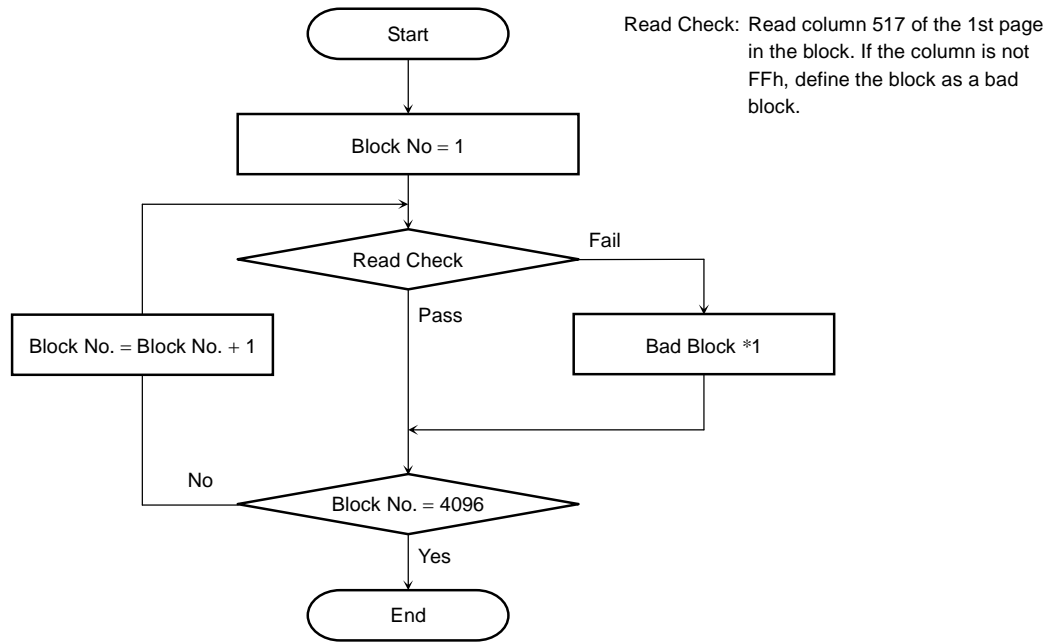 Start
Read Check: Read column 517 of the 1st page
in the block. If the column is not
FFh, define the block as a bad
block.
Block No = 1
Fail
Read Check
Pass
Block No. = Block No. + 1
Bad Block *1
No
Block No. = 4096
Yes
End